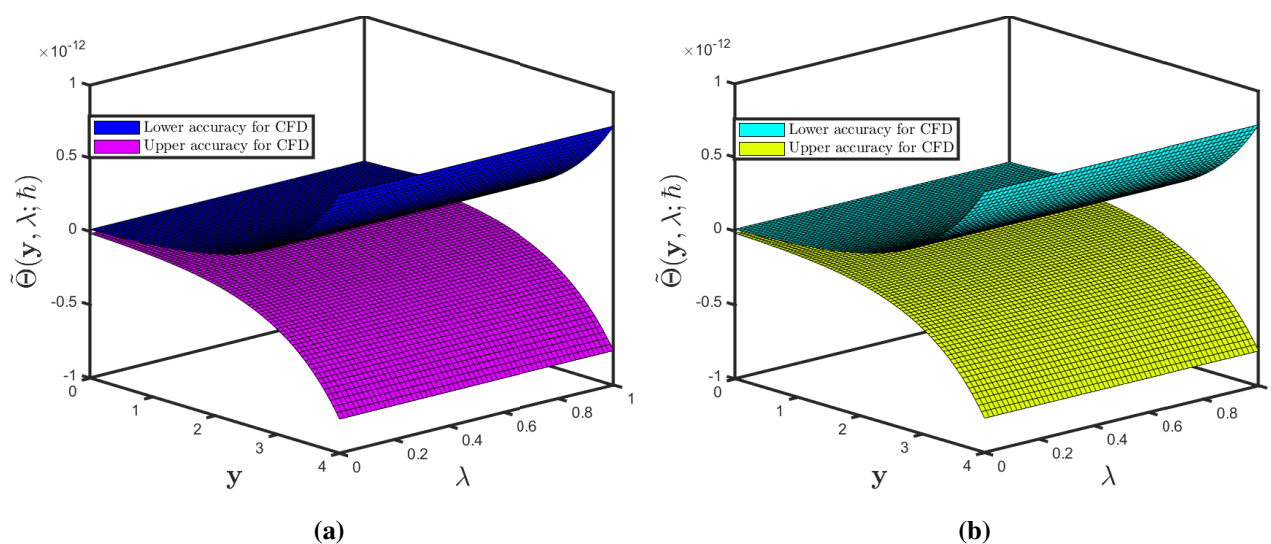 ×10⁻¹²
1
Lower accuracy for CFD
Upper accuracy for CFD
0.5
0
-0.5
-1
Θ̃(y, λ; ħ)
0
1
2
3
4
y
0
0.2
0.4
0.6
0.8
1
λ
(a)
×10⁻¹²
1
Lower accuracy for CFD
Upper accuracy for CFD
0.5
0
-0.5
-1
Θ̃(y, λ; ħ)
0
1
2
3
4
y
0
0.2
0.4
0.6
0.8
λ
(b)